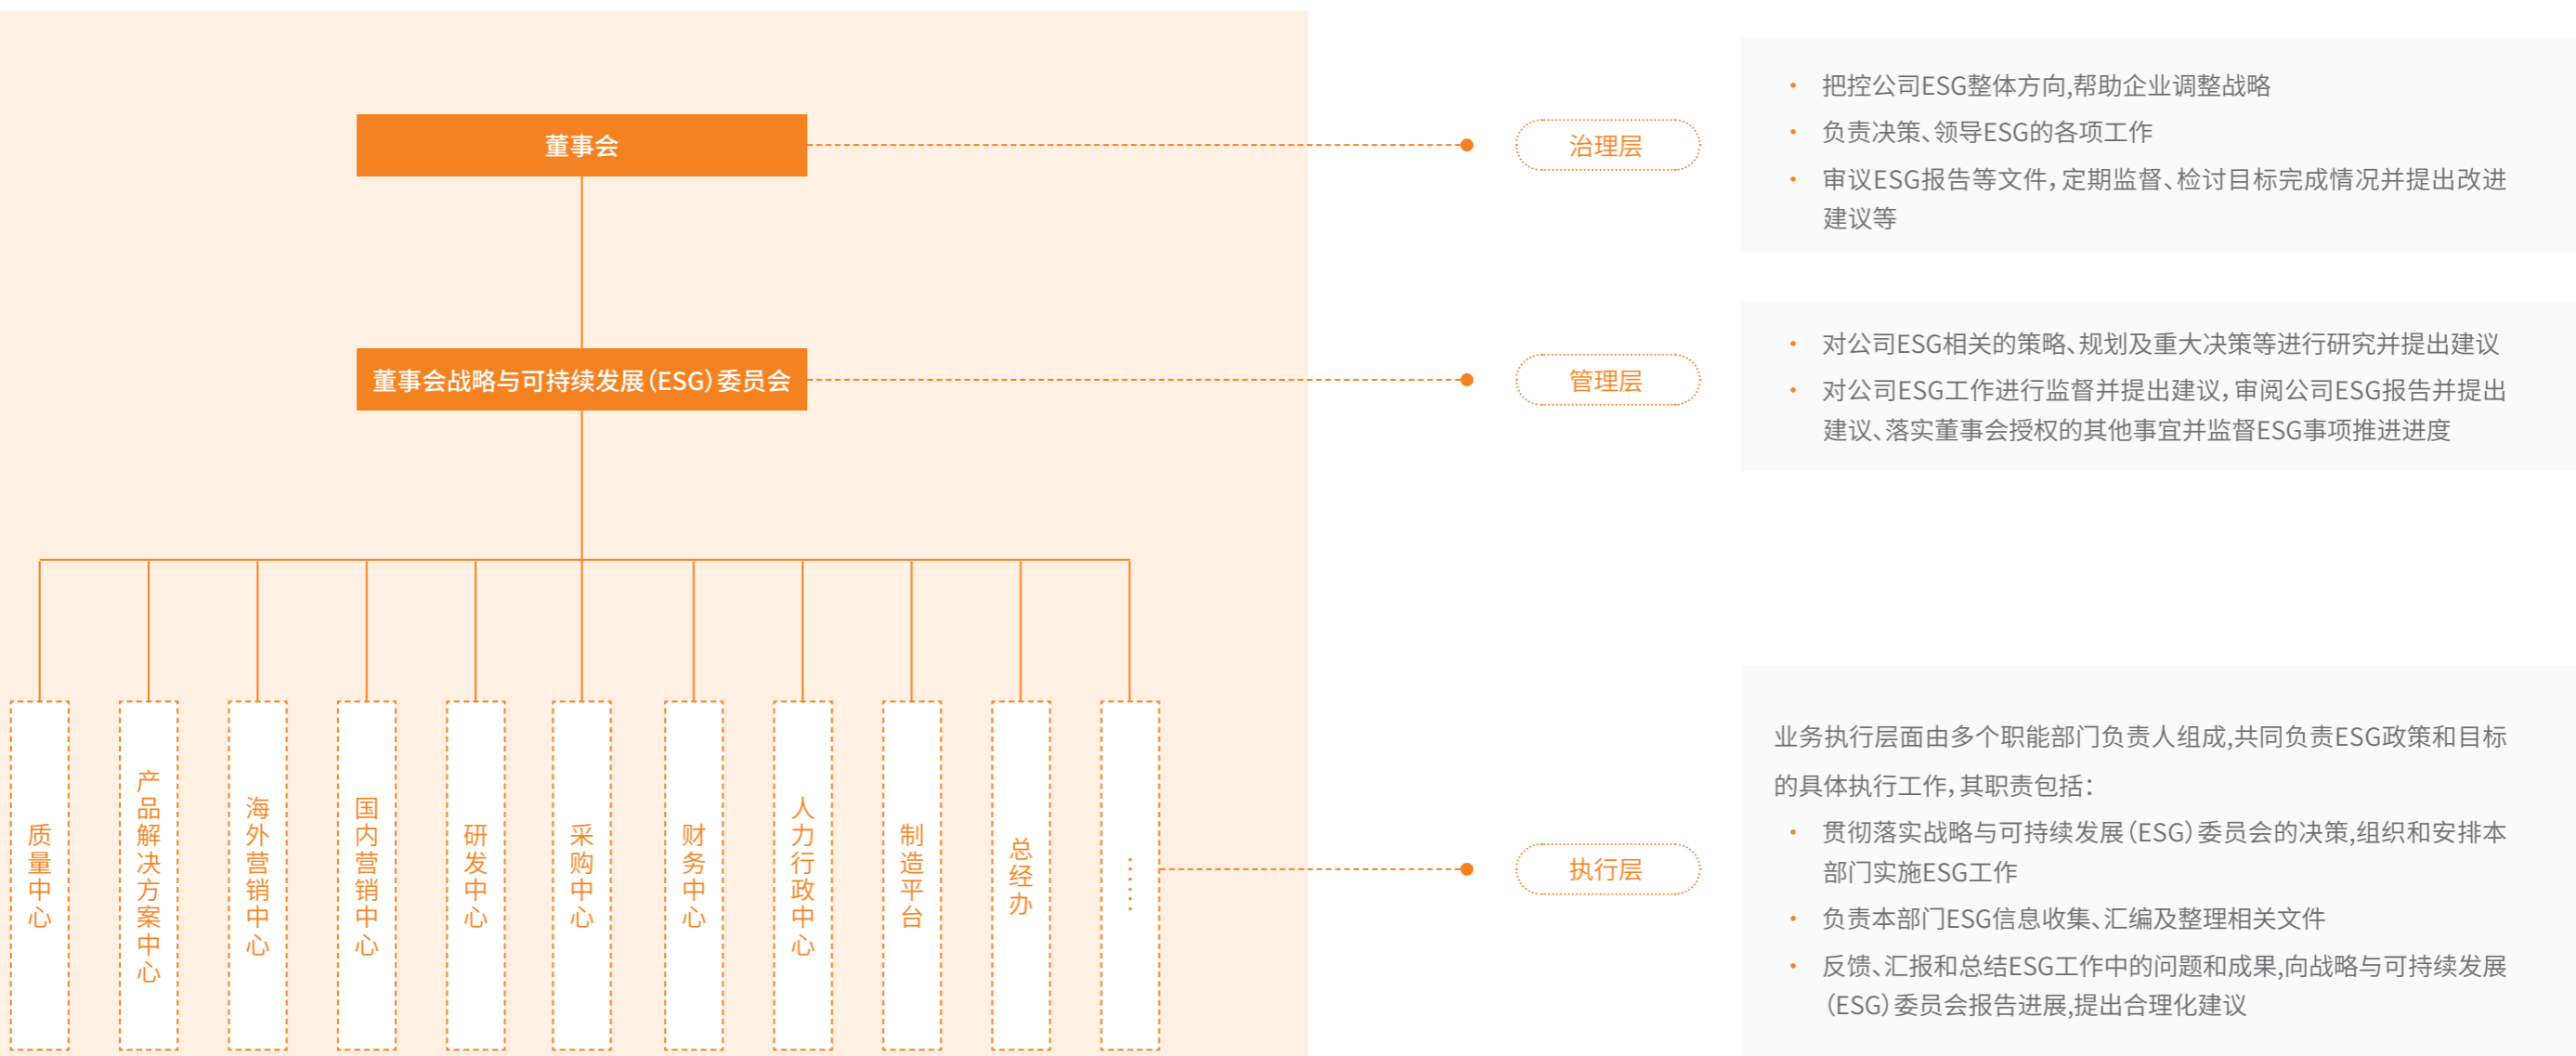 董事会
治理层
• 把控公司ESG整体方向,帮助企业调整战略
• 负责决策、领导ESG的各项工作
• 审议ESG报告等文件，定期监督、检讨目标完成情况并提出改进
建议等
董事会战略与可持续发展（ESG）委员会
管理层
• 对公司ESG相关的策略、规划及重大决策等进行研究并提出建议
• 对公司ESG工作进行监督并提出建议，审阅公司ESG报告并提出
建议、落实董事会授权的其他事宜并监督ESG事项推进进度
质量中心
产品解决方案中心
海外营销中心
国内营销中心
研发中心
采购中心
财务中心
人力行政中心
制造平台
总经办
……
执行层
业务执行层面由多个职能部门负责人组成,共同负责ESG政策和目标
的具体执行工作，其职责包括：
• 贯彻落实战略与可持续发展（ESG）委员会的决策,组织和安排本
部门实施ESG工作
• 负责本部门ESG信息收集、汇编及整理相关文件
• 反馈、汇报和总结ESG工作中的问题和成果,向战略与可持续发展
（ESG）委员会报告进展,提出合理化建议